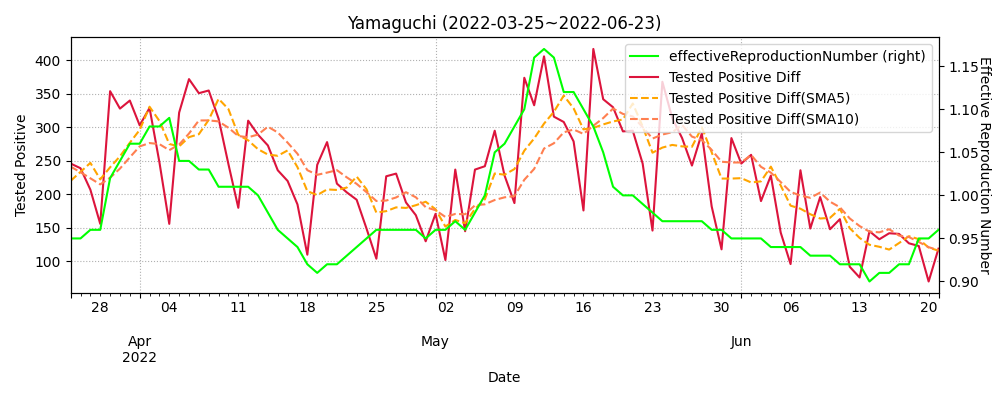 Yamaguchi (2022-03-25~2022-06-23)
effectiveReproductionNumber (right)
Tested Positive Diff
Tested Positive Diff(SMA5)
Tested Positive Diff(SMA10)
Tested Positive
400
350
300
250
200
150
100
Effective Reproduction Number
1.15
1.10
1.05
1.00
0.95
0.90
28 04 11 18 25 02 09 16 23 30 06 13 20
Apr May Jun
2022
Date